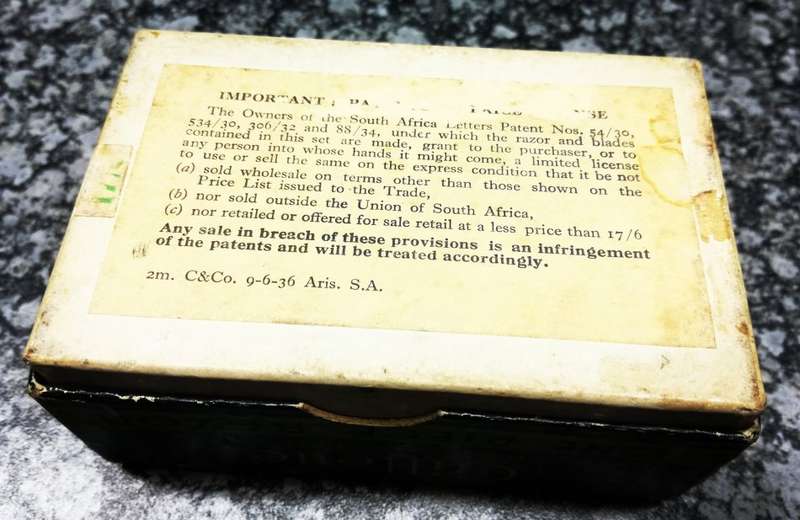 IMPORTANT
The Owners of the South Africa Letters Patent Nos. 54/30,
534/30, 306/32 and 88/34, under which the razor and blades
contained in this set are made, grant to the purchaser, or to
any person into whose hands it might come, a limited license
to use or sell the same on the express condition that it be not
(a) sold wholesale on terms other than those shown on the
Price List issued to the Trade,
(b) nor sold outside the Union of South Africa,
(c) nor retailed or offered for sale retail at a less price than 17/6
Any sale in breach of these provisions is an infringement
of the patents and will be treated accordingly.
2m. C&Co. 9-6-36 Aris. S.A.